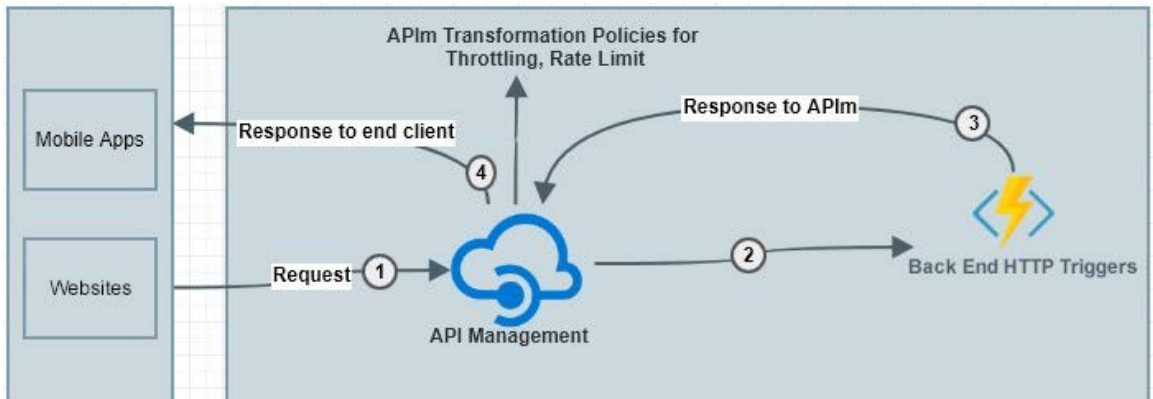 APIm Transformation Policies for
Throttling, Rate Limit
Mobile Apps
Response to end client
Response to APIm
3
4
Websites
Request
1
2
Back End HTTP Triggers
API Management